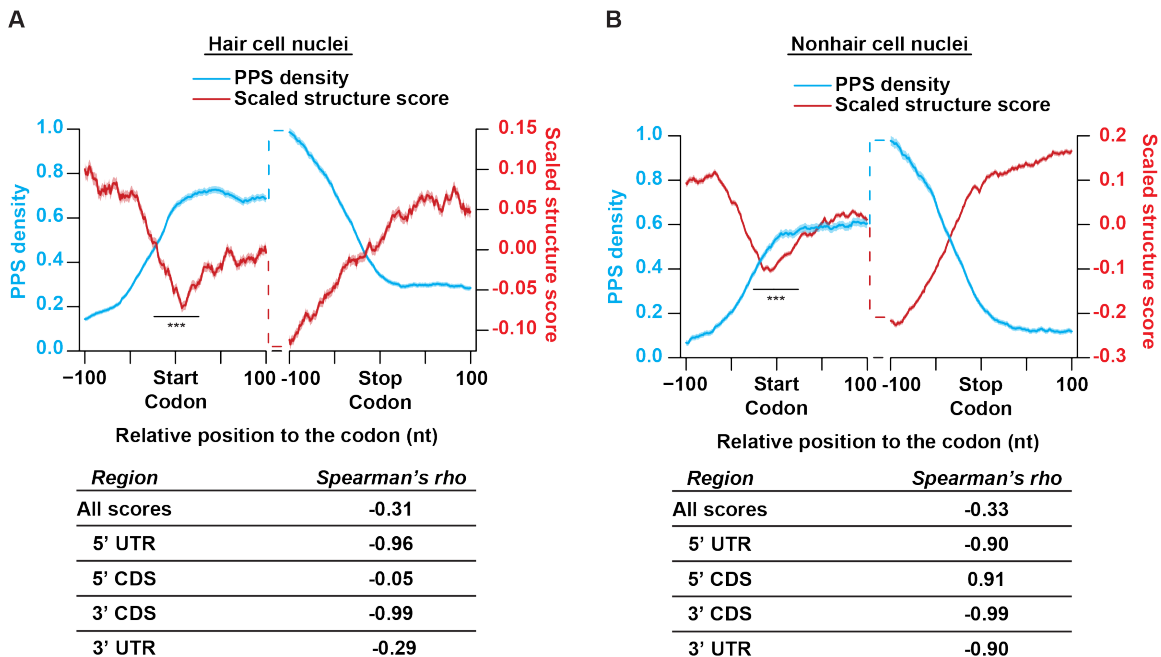 A
Hair cell nuclei
PPS density
Scaled structure score
1.0
0.8
0.6
0.4
0.2
0.0
PPS density
0.15
0.10
0.05
0.00
-0.05
-0.10
Scaled structure score
***
−100
Start
Codon
100
-100
Stop
Codon
100
Relative position to the codon (nt)
Region Spearman’s rho
All scores -0.31
5’ UTR -0.96
5’ CDS -0.05
3’ CDS -0.99
3’ UTR -0.29
B
Nonhair cell nuclei
PPS density
Scaled structure score
1.0
0.8
0.6
0.4
0.2
0.0
PPS density
0.2
0.1
0.0
-0.1
-0.2
-0.3
Scaled structure score
***
−100
Start
Codon
100
-100
Stop
Codon
100
Relative position to the codon (nt)
Region Spearman’s rho
All scores -0.33
5’ UTR -0.90
5’ CDS 0.91
3’ CDS -0.99
3’ UTR -0.90